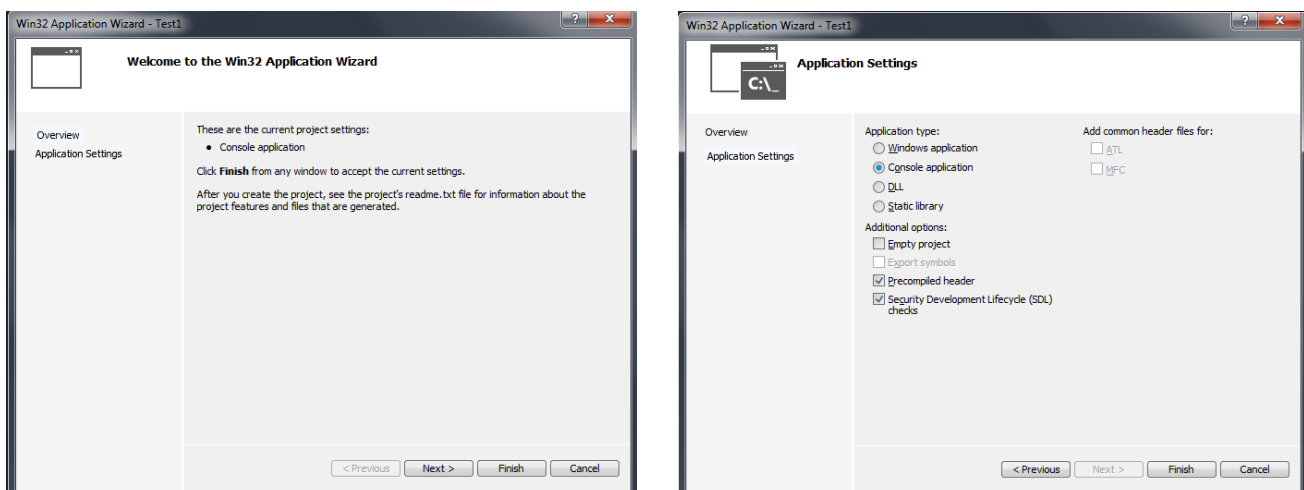 Win32 Application Wizard - Test1
?
x
Welcome to the Win32 Application Wizard
Overview
Application Settings
These are the current project settings:
• Console application
Click Finish from any window to accept the current settings.
After you create the project, see the project's readme.txt file for information about the
project features and files that are generated.
< Previous
Next >
Finish
Cancel
Win32 Application Wizard - Test1
?
x
C:\_
Application Settings
Overview
Application Settings
Application type:
Windows application
Console application
DLL
Static library
Additional options:
Empty project
Export symbols
Precompiled header
Security Development Lifecycle (SDL)
checks
Add common header files for:
ATL
MFC
< Previous
Next >
Finish
Cancel